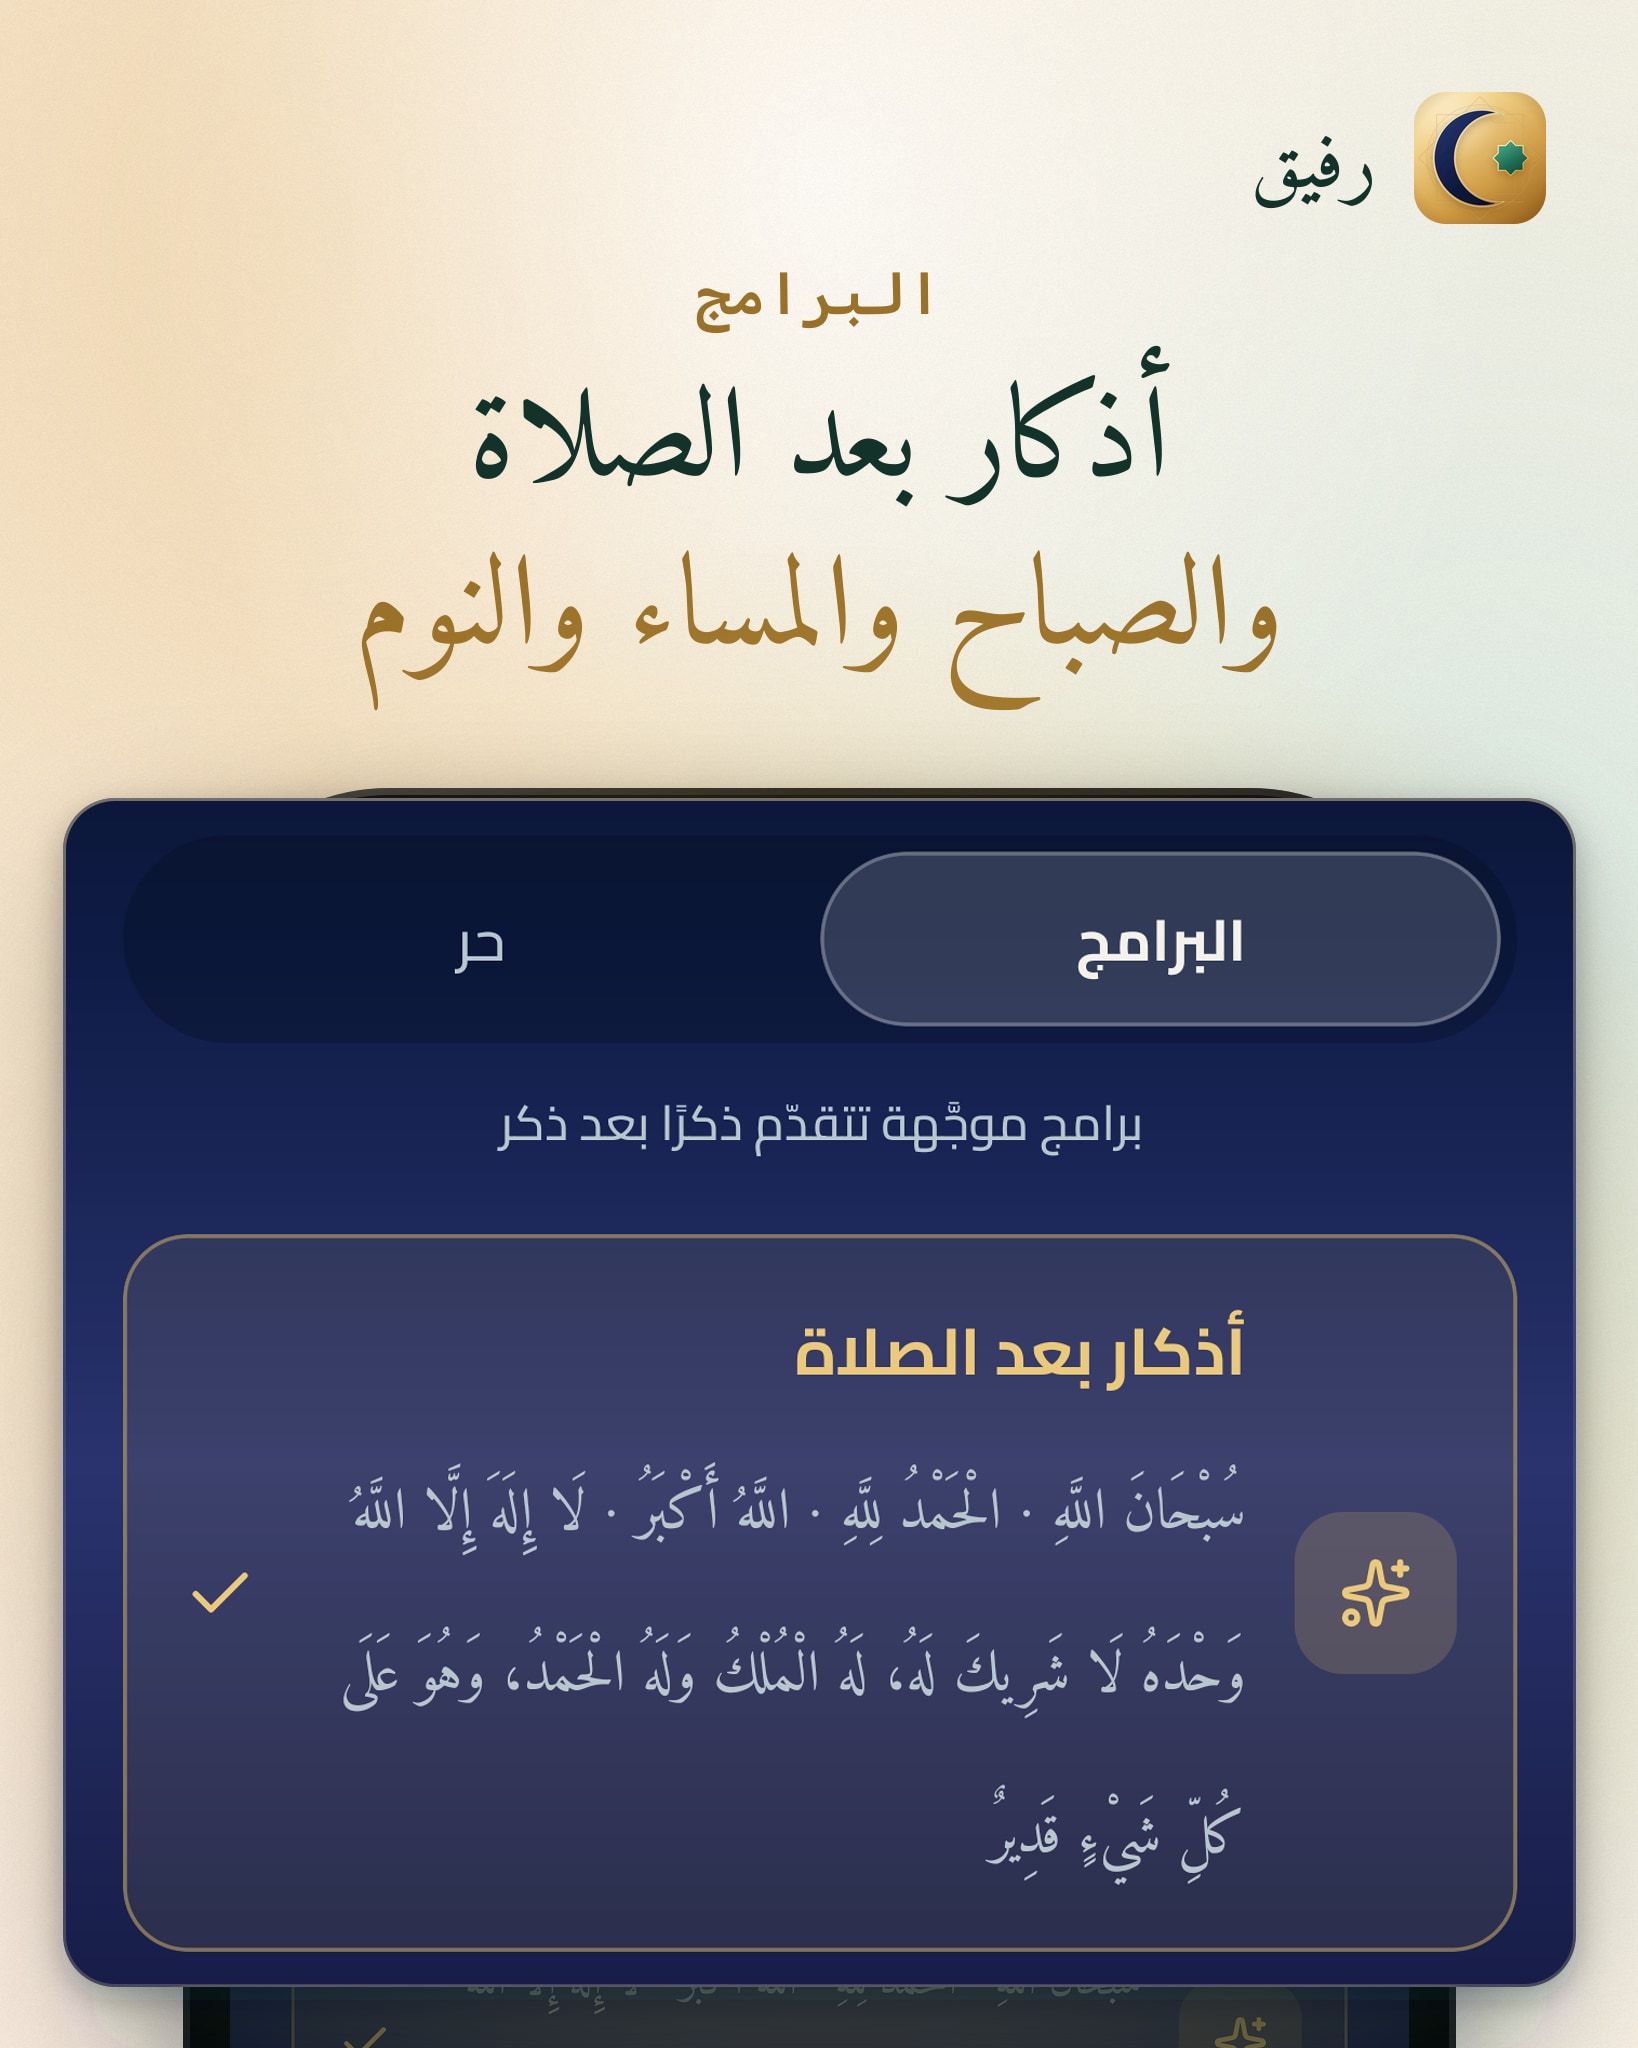 رفيق
البرامج
أذكار بعد الصلاة
والصباح والمساء والنوم
البرامج
حر
برامج موجَّهة تتقدّم ذكرًا بعد ذكر
أذكار بعد الصلاة
سُبْحَانَ اللَّهِ · الْحَمْدُ لِلَّهِ · اللَّهُ أَكْبَرُ · لَا إِلَهَ إِلَّا اللَّهُ
وَحْدَهُ لَا شَرِيكَ لَهُ، لَهُ الْمُلْكُ وَلَهُ الْحَمْدُ، وَهُوَ عَلَى
كُلِّ شَيْءٍ قَدِيرٌ